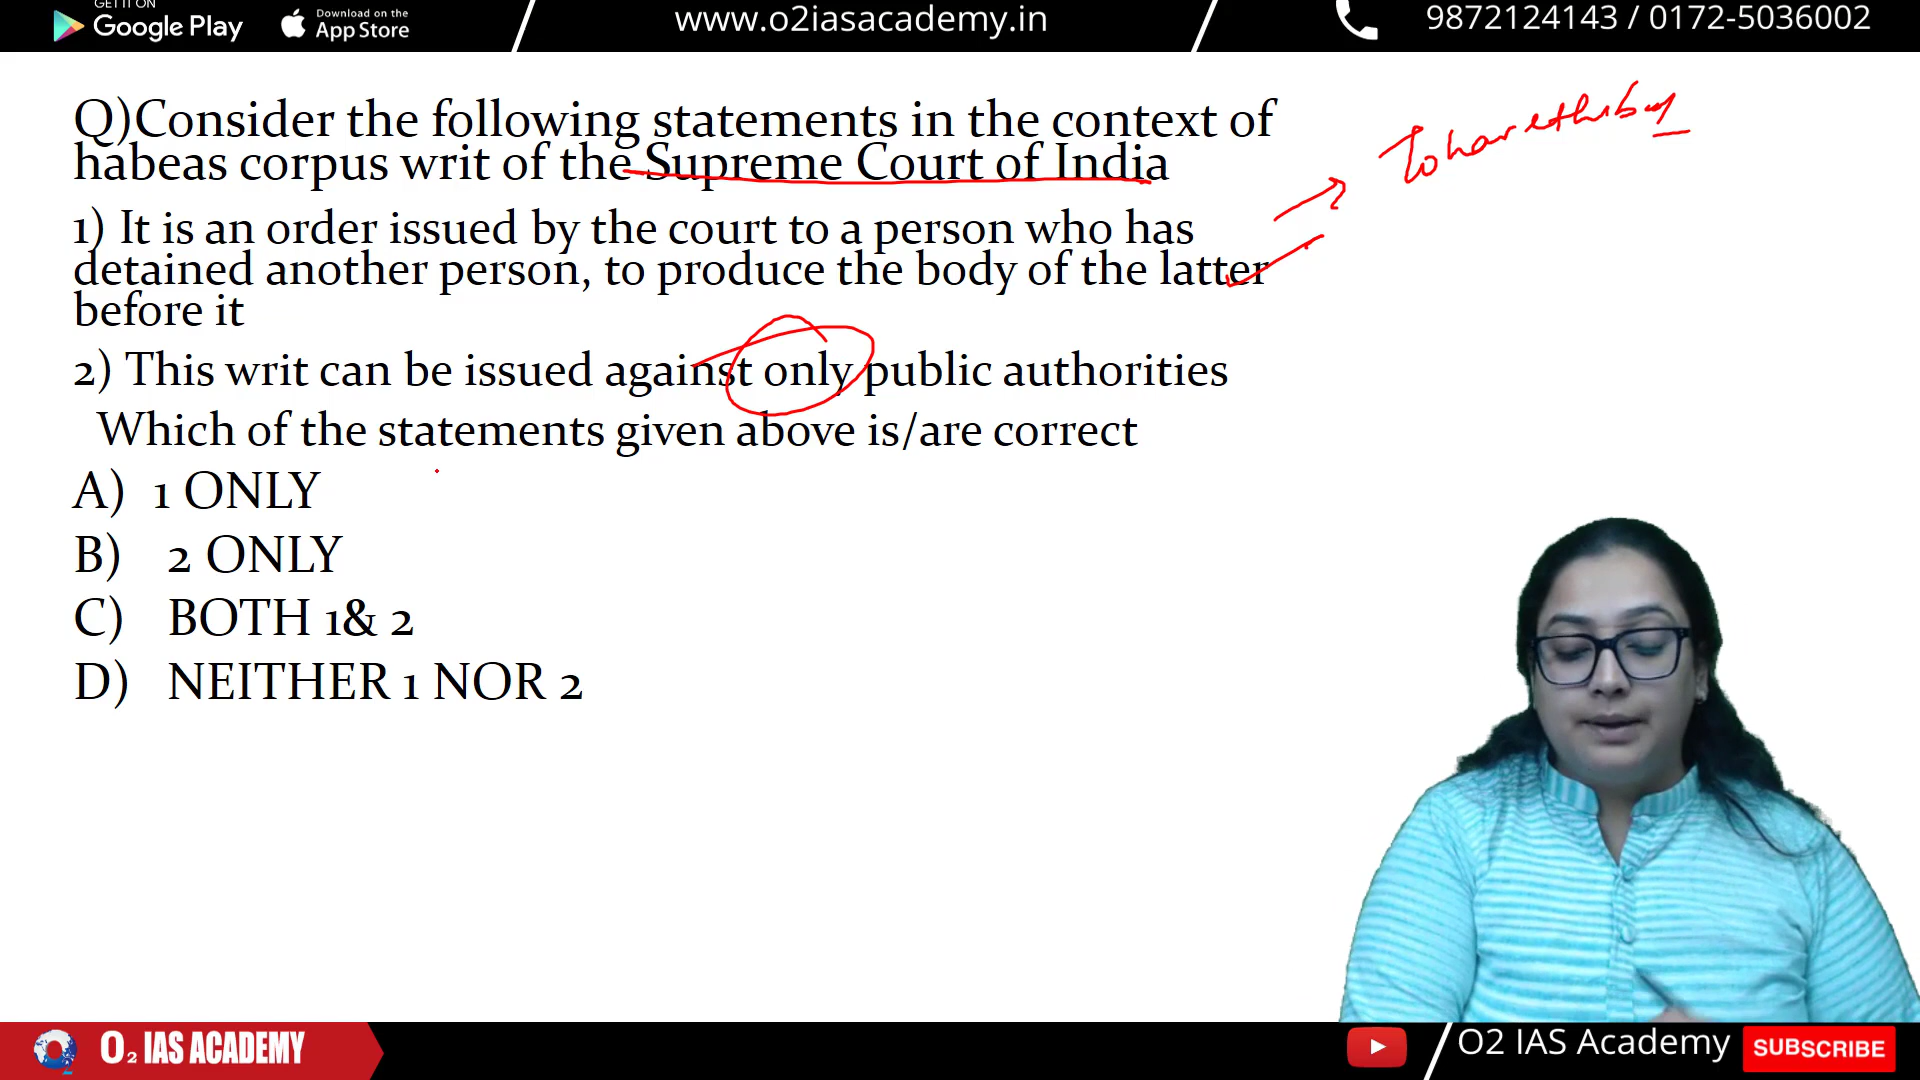 GET IT ON
Google Play
Download on the
App Store
www.o2iasacademy.in
9872124143 / 0172-5036002
Q)Consider the following statements in the context of
habeas corpus writ of the Supreme Court of India
To have the body
1) It is an order issued by the court to a person who has
detained another person, to produce the body of the latter
before it
2) This writ can be issued against only public authorities
Which of the statements given above is/are correct
A) 1 ONLY
B) 2 ONLY
C) BOTH 1& 2
D) NEITHER 1 NOR 2
O2 IAS ACADEMY
O2 IAS Academy
SUBSCRIBE